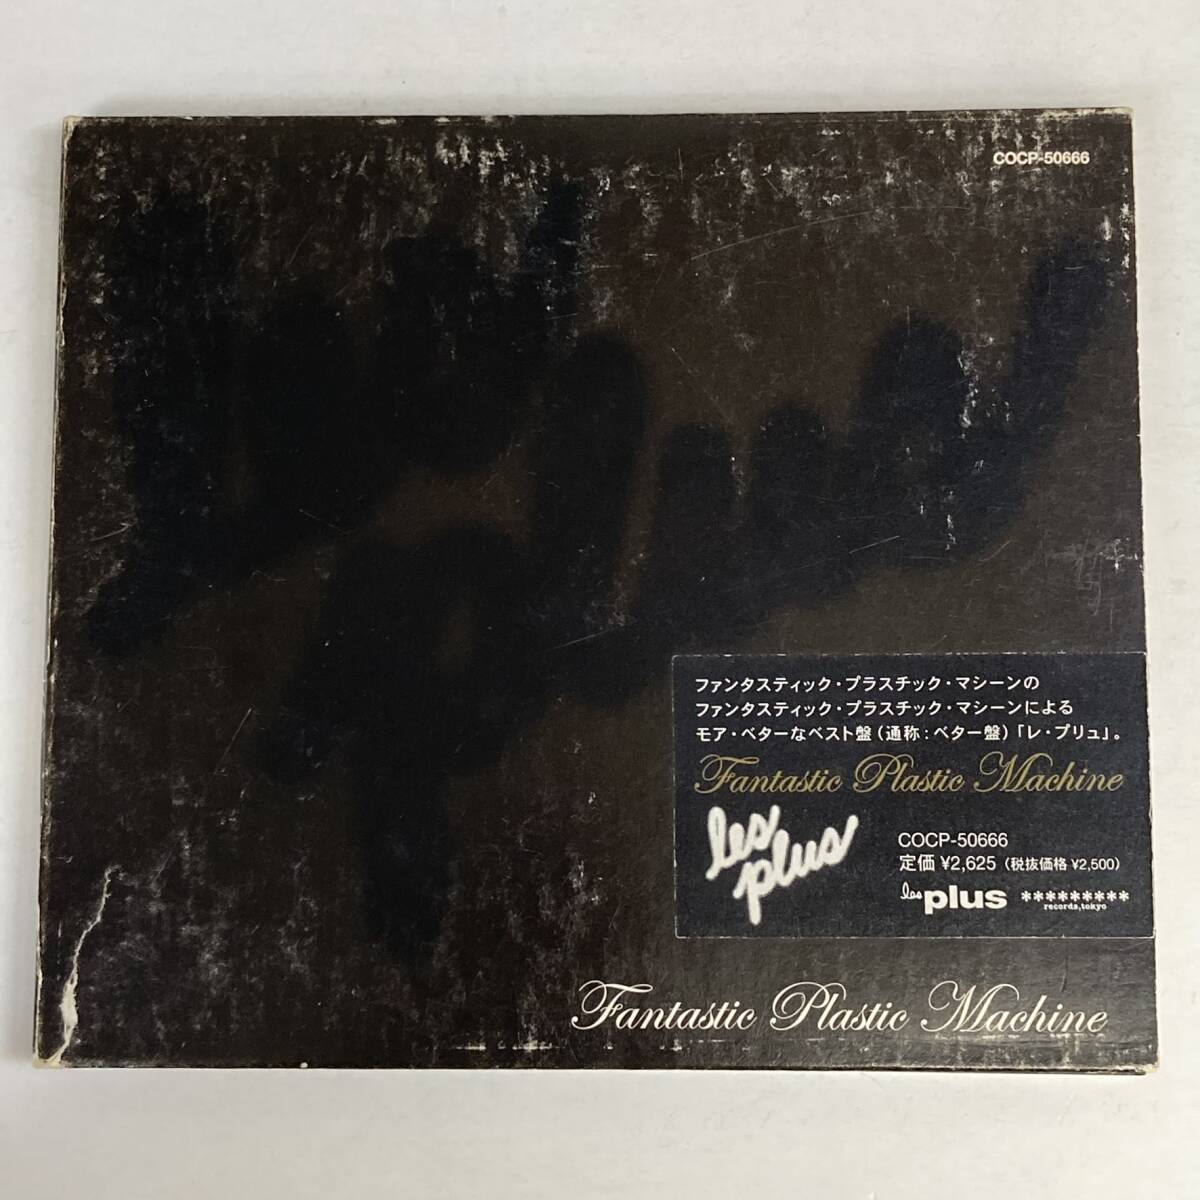 COCP-50666
ファンタスティック・プラスチック・マシーンの
ファンタスティック・プラスチック・マシーンによる
モア・ベターなベスト盤(通称:ベター盤)「レ・プリュ」。
Fantastic Plastic Machine
les
plus
COCP-50666
定価 ¥2,625 (税抜価格 ¥2,500)
les plus *********
records,tokyo
Fantastic Plastic Machine